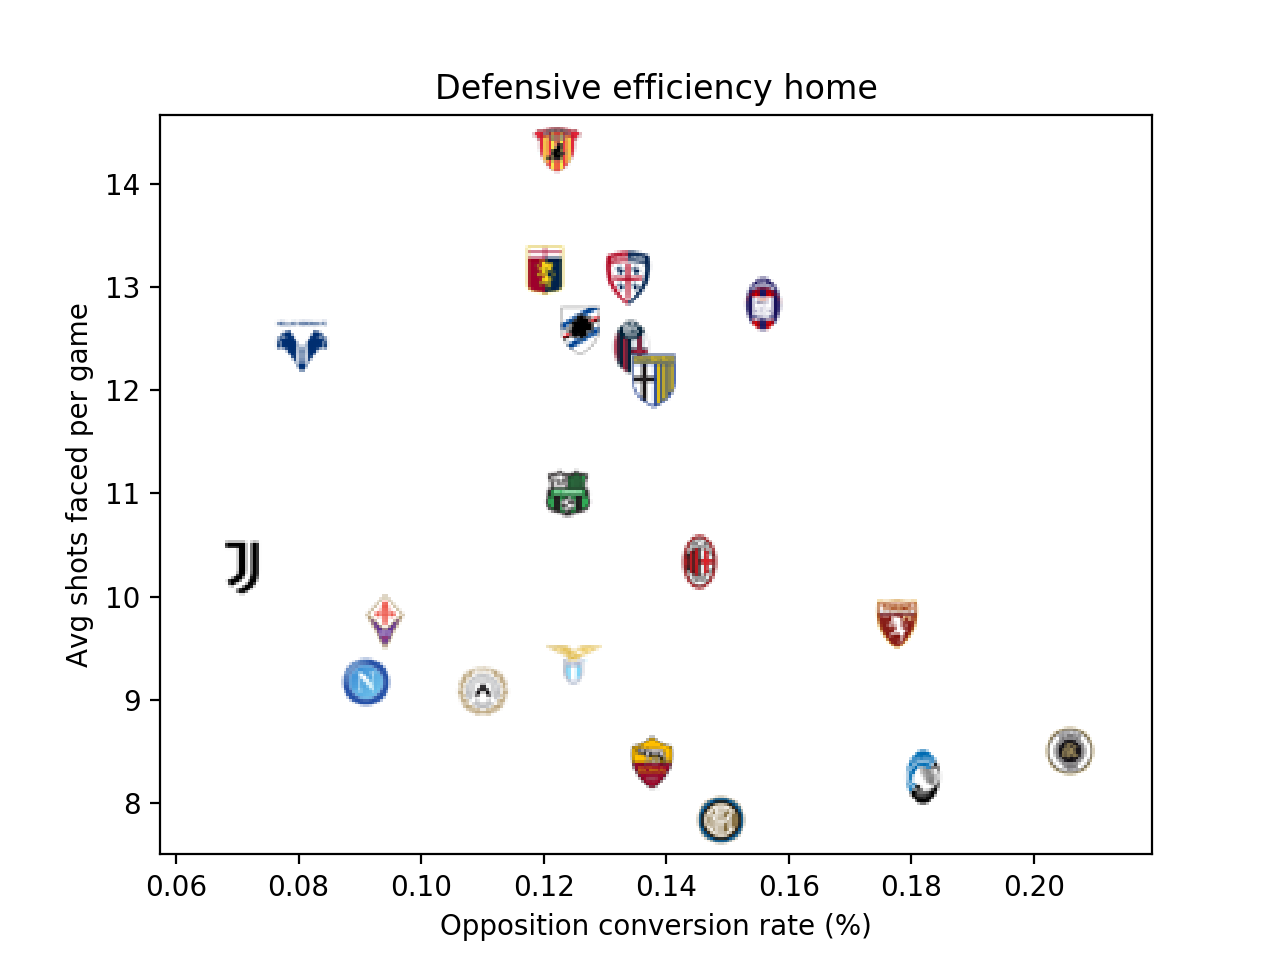 Defensive efficiency home
Avg shots faced per game
14
13
12
11
10
9
8
0.06 0.08 0.10 0.12 0.14 0.16 0.18 0.20
Opposition conversion rate (%)
TORINO
N